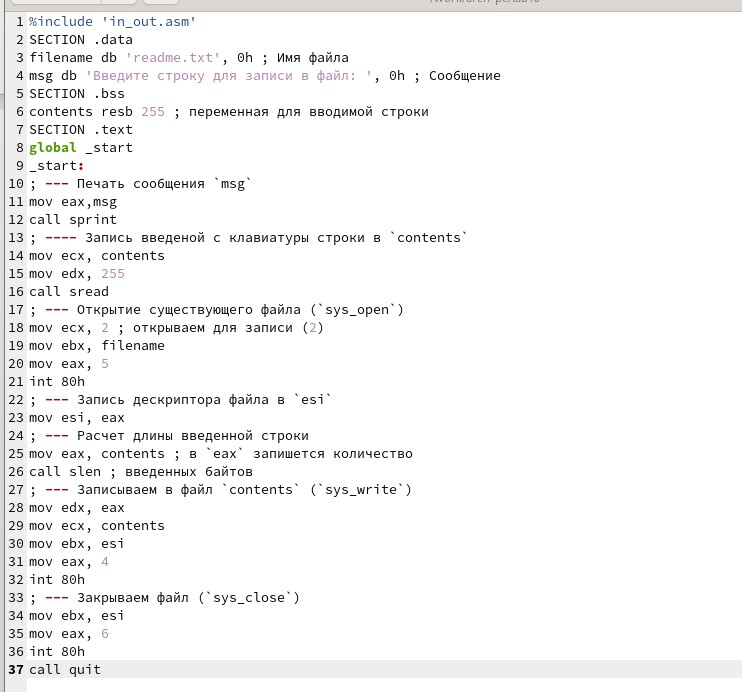 1 %include 'in_out.asm'
2 SECTION .data
3 filename db 'readme.txt', 0h ; Имя файла
4 msg db 'Введите строку для записи в файл: ', 0h ; Сообщение
5 SECTION .bss
6 contents resb 255 ; переменная для вводимой строки
7 SECTION .text
8 global _start
9 _start:
10 ; --- Печать сообщения `msg`
11 mov eax,msg
12 call sprint
13 ; ---- Запись введеной с клавиатуры строки в `contents`
14 mov ecx, contents
15 mov edx, 255
16 call sread
17 ; --- Открытие существующего файла (`sys_open`)
18 mov ecx, 2 ; открываем для записи (2)
19 mov ebx, filename
20 mov eax, 5
21 int 80h
22 ; --- Запись дескриптора файла в `esi`
23 mov esi, eax
24 ; --- Расчет длины введенной строки
25 mov eax, contents ; в `eax` запишется количество
26 call slen ; введенных байтов
27 ; --- Записываем в файл `contents` (`sys_write`)
28 mov edx, eax
29 mov ecx, contents
30 mov ebx, esi
31 mov eax, 4
32 int 80h
33 ; --- Закрываем файл (`sys_close`)
34 mov ebx, esi
35 mov eax, 6
36 int 80h
37 call quit